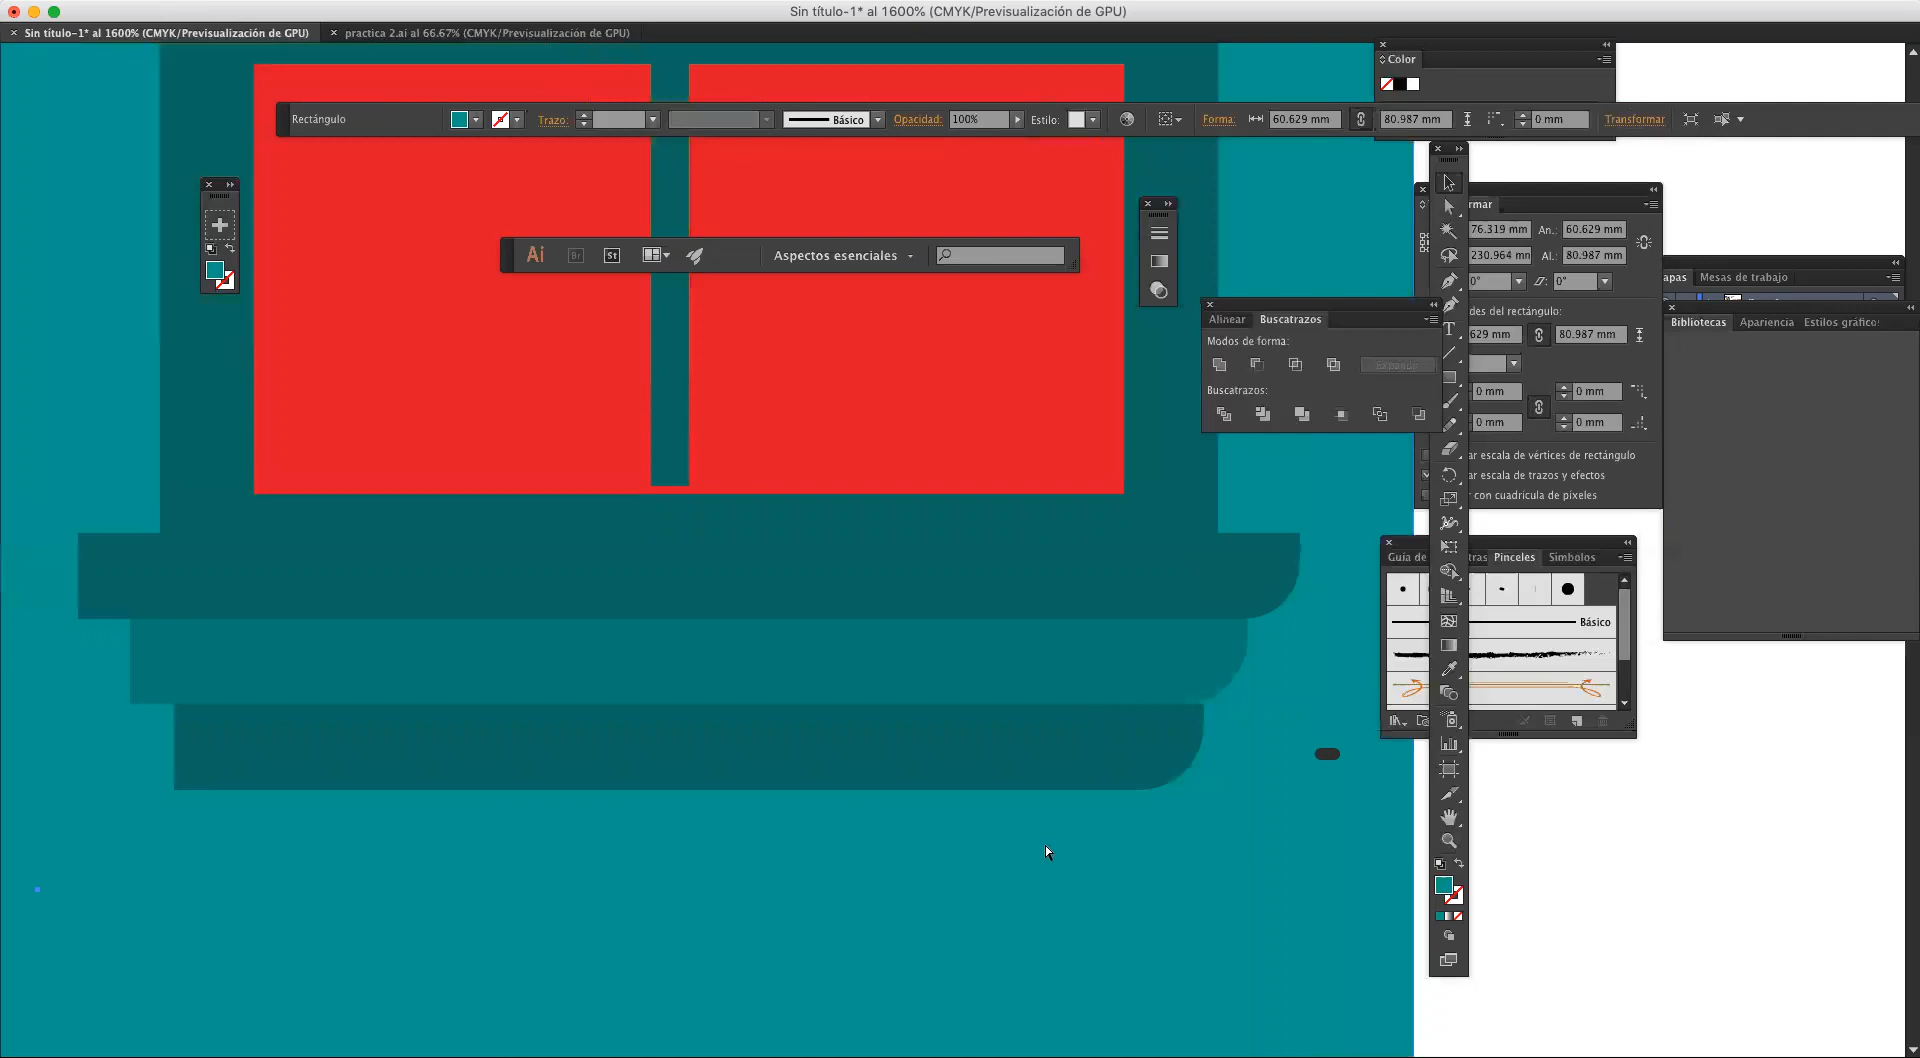 Sin título-1* al 1600% (CMYK/Previsualización de GPU)
Sin título-1* al 1600% (CMYK/Previsualización de GPU)
practica 2.ai al 66.67% (CMYK/Previsualización de GPU)
Color
Rectángulo
Trazo:
Básico
Opacidad:
100%
Estilo:
Forma:
60.629 mm
80.987 mm
0 mm
Transformar
Ai
Br
St
Aspectos esenciales
rmar
76.319 mm
An.:
60.629 mm
230.964 mn
Al.:
80.987 mm
0°
0°
des del rectángulo:
629 mm
80.987 mm
0 mm
0 mm
0 mm
0 mm
ar escala de vértices de rectángulo
ar escala de trazos y efectos
r con cuadrícula de píxeles
Alinear
Buscatrazos
Modos de forma:
Expandir
Buscatrazos:
apas
Mesas de trabajo
Bibliotecas
Apariencia
Estilos gráfico:
Guía de
tras
Pinceles
Símbolos
Básico